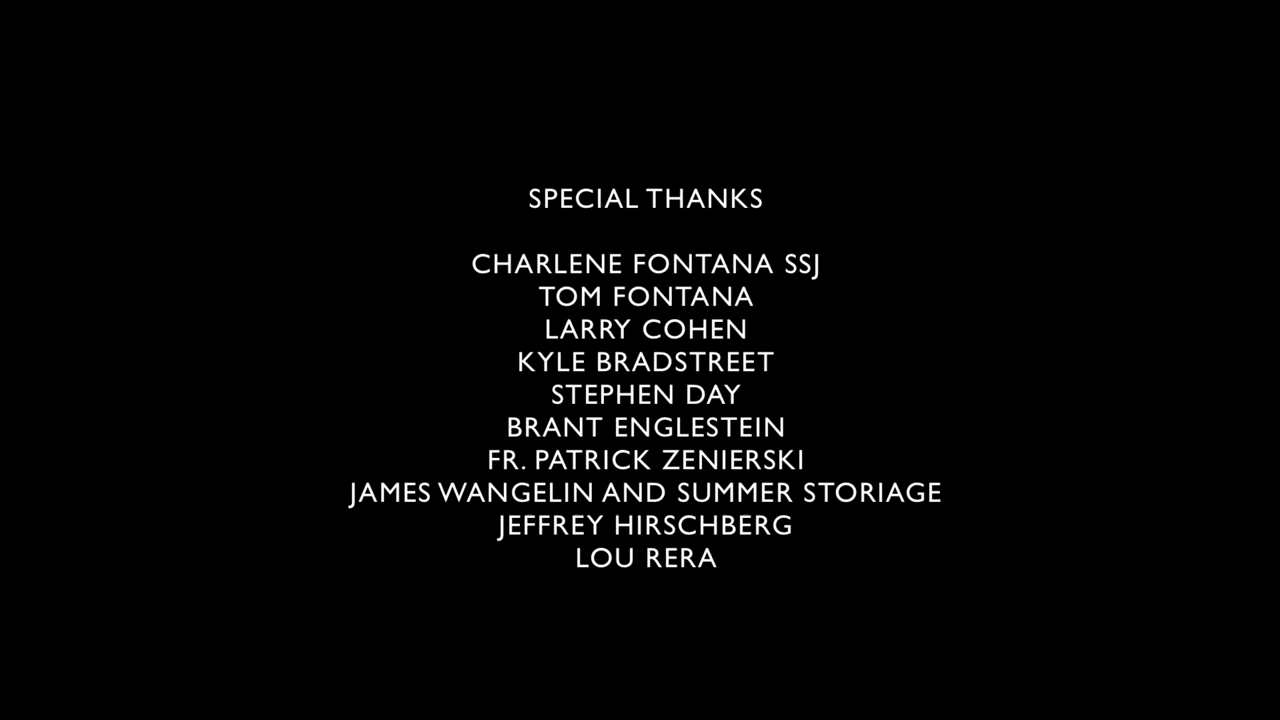 SPECIAL THANKS
CHARLENE FONTANA SSJ
TOM FONTANA
LARRY COHEN
KYLE BRADSTREET
STEPHEN DAY
BRANT ENGLESTEIN
FR. PATRICK ZENIERSKI
JAMES WANGELIN AND SUMMER STORIAGE
JEFFREY HIRSCHBERG
LOU RERA